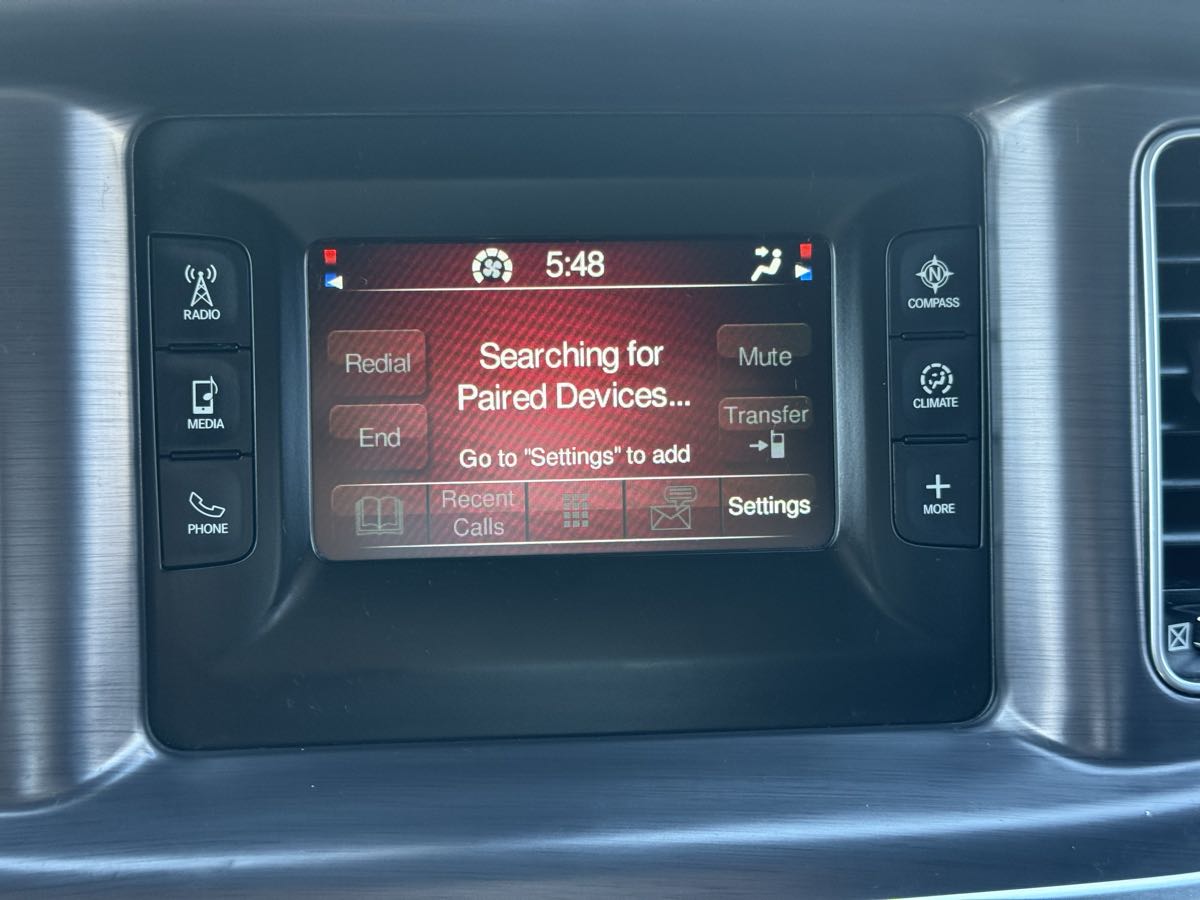 5:48
RADIO
MEDIA
PHONE
Redial
End
Searching for
Paired Devices...
Go to "Settings" to add
Mute
Transfer
Recent
Calls
Settings
N
COMPASS
CLIMATE
MORE